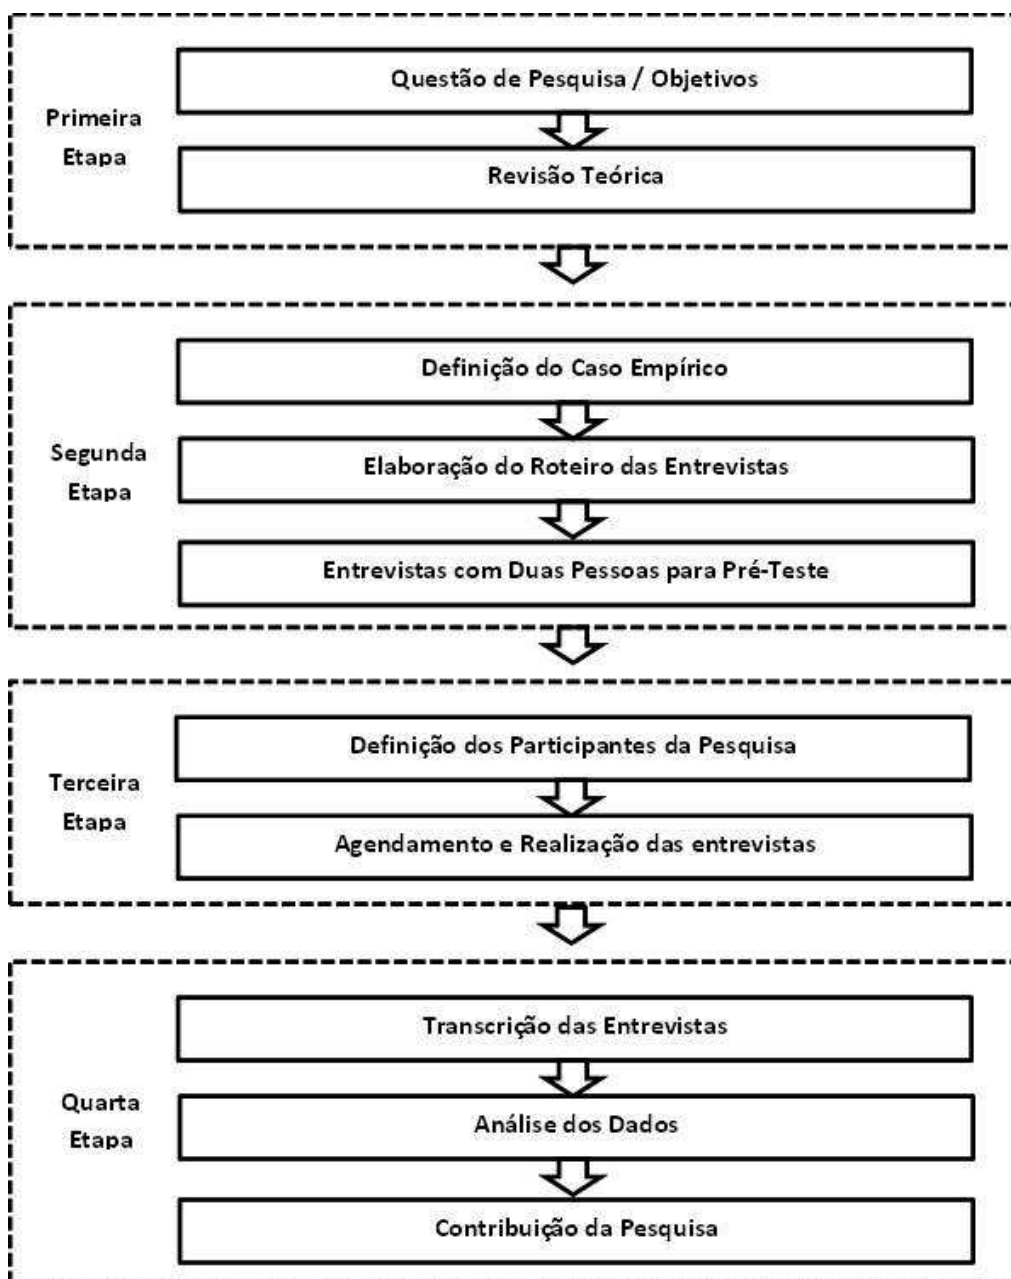 Primeira
Etapa
Questão de Pesquisa / Objetivos
Revisão Teórica
Segunda
Etapa
Definição do Caso Empírico
Elaboração do Roteiro das Entrevistas
Entrevistas com Duas Pessoas para Pré-Teste
Terceira
Etapa
Definição dos Participantes da Pesquisa
Agendamento e Realização das entrevistas
Quarta
Etapa
Transcrição das Entrevistas
Análise dos Dados
Contribuição da Pesquisa